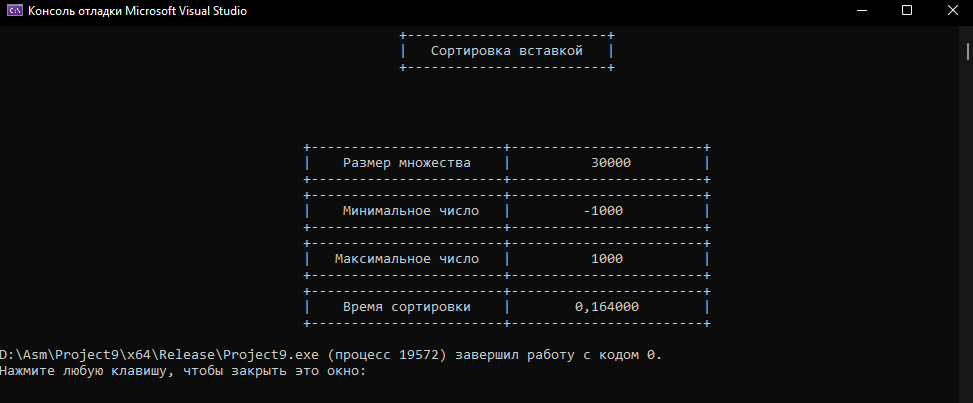 Консоль отладки Microsoft Visual Studio
+-------------------------+
|   Сортировка вставкой   |
+-------------------------+
+------------------------+------------------------+
|    Размер множества    |          30000         |
+------------------------+------------------------+
+------------------------+------------------------+
|    Минимальное число   |         -1000          |
+------------------------+------------------------+
+------------------------+------------------------+
|   Максимальное число   |          1000          |
+------------------------+------------------------+
+------------------------+------------------------+
|    Время сортировки    |        0,164000        |
+------------------------+------------------------+
D:\Asm\Project9\x64\Release\Project9.exe (процесс 19572) завершил работу с кодом 0.
Нажмите любую клавишу, чтобы закрыть это окно: